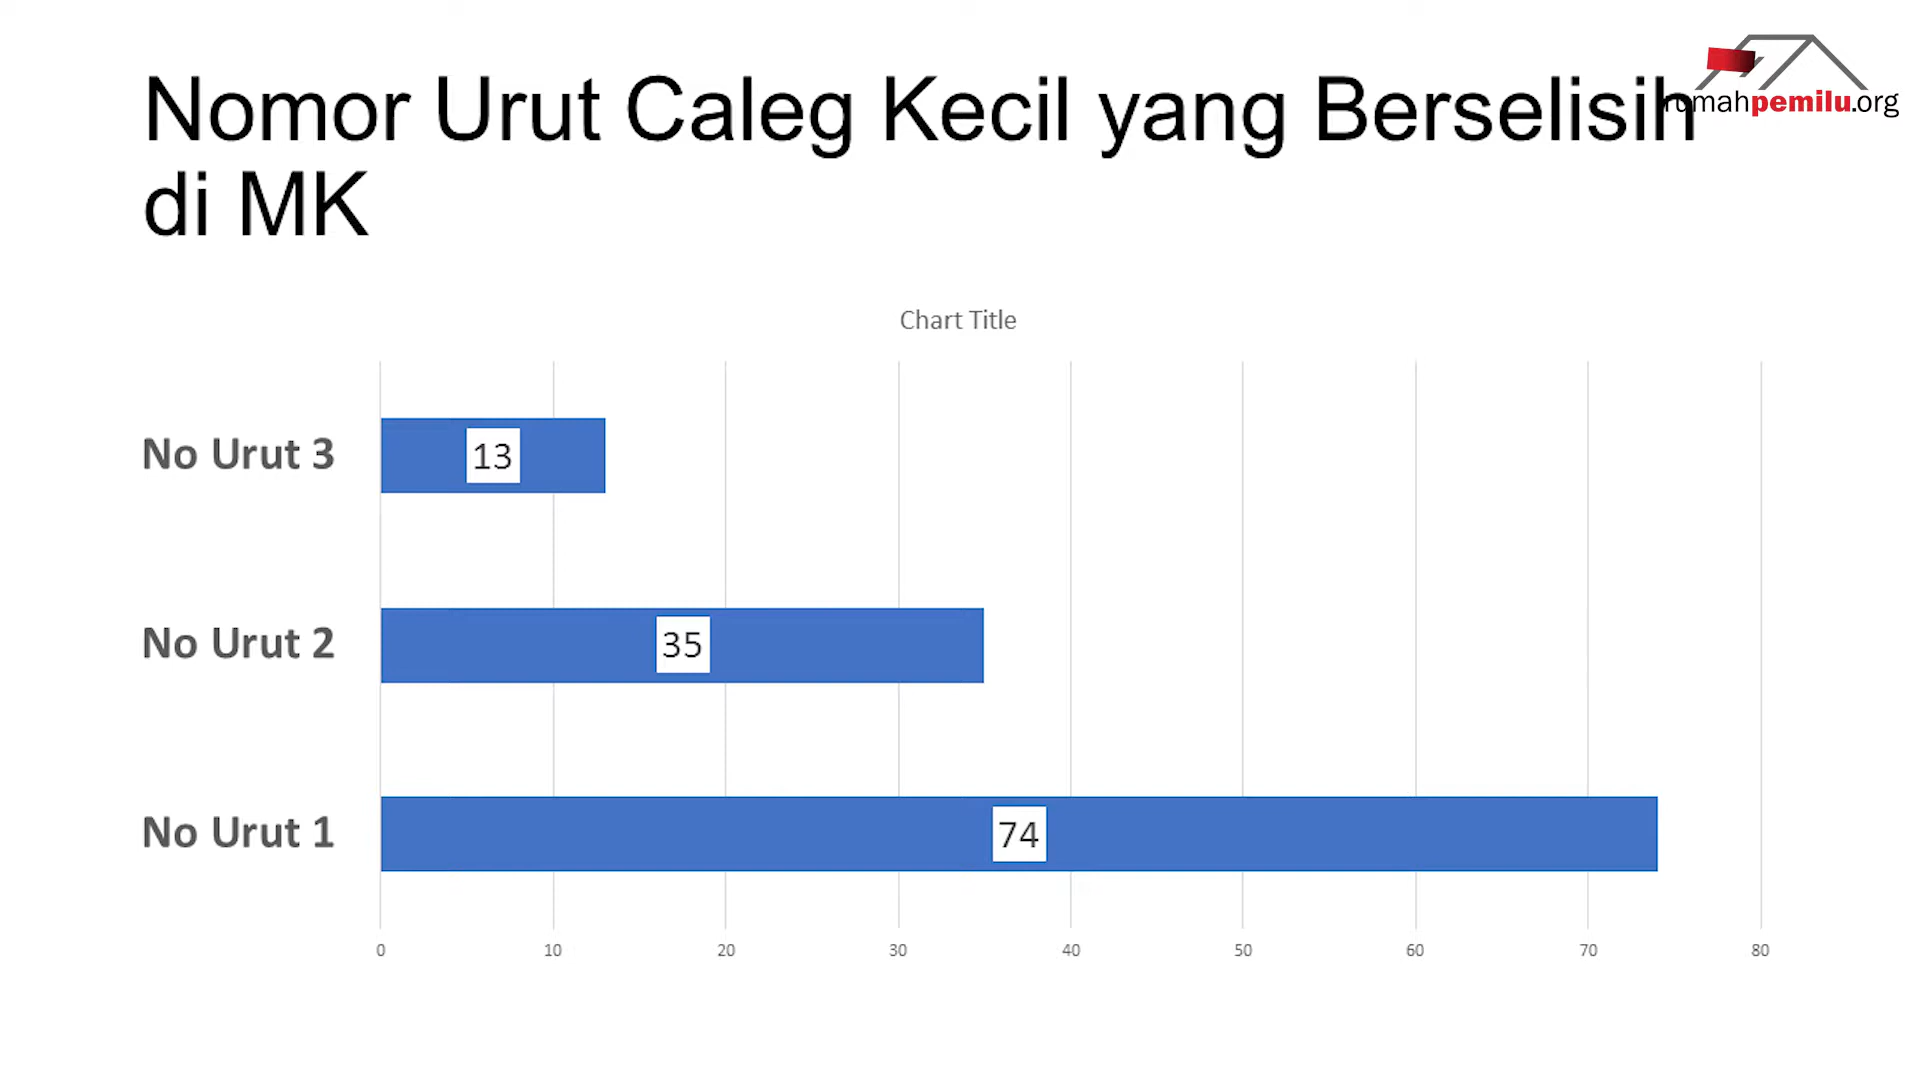 Nomor Urut Caleg Kecil yang Berselisih
rumahpemilu.org
di MK
Chart Title
No Urut 3
13
No Urut 2
35
No Urut 1
74
0 10 20 30 40 50 60 70 80